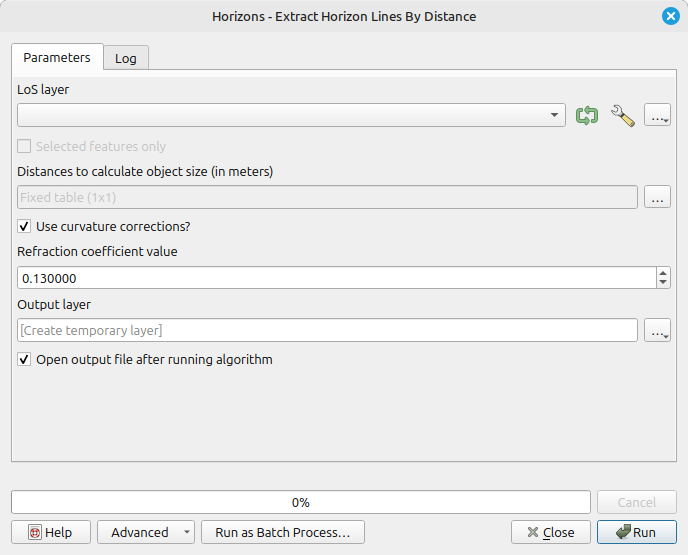 Horizons - Extract Horizon Lines By Distance
Parameters
Log
LoS layer
...
Selected features only
Distances to calculate object size (in meters)
Fixed table (1x1)
...
Use curvature corrections?
Refraction coefficient value
0.130000
Output layer
[Create temporary layer]
...
Open output file after running algorithm
0%
Cancel
Help
Advanced
Run as Batch Process...
Close
Run